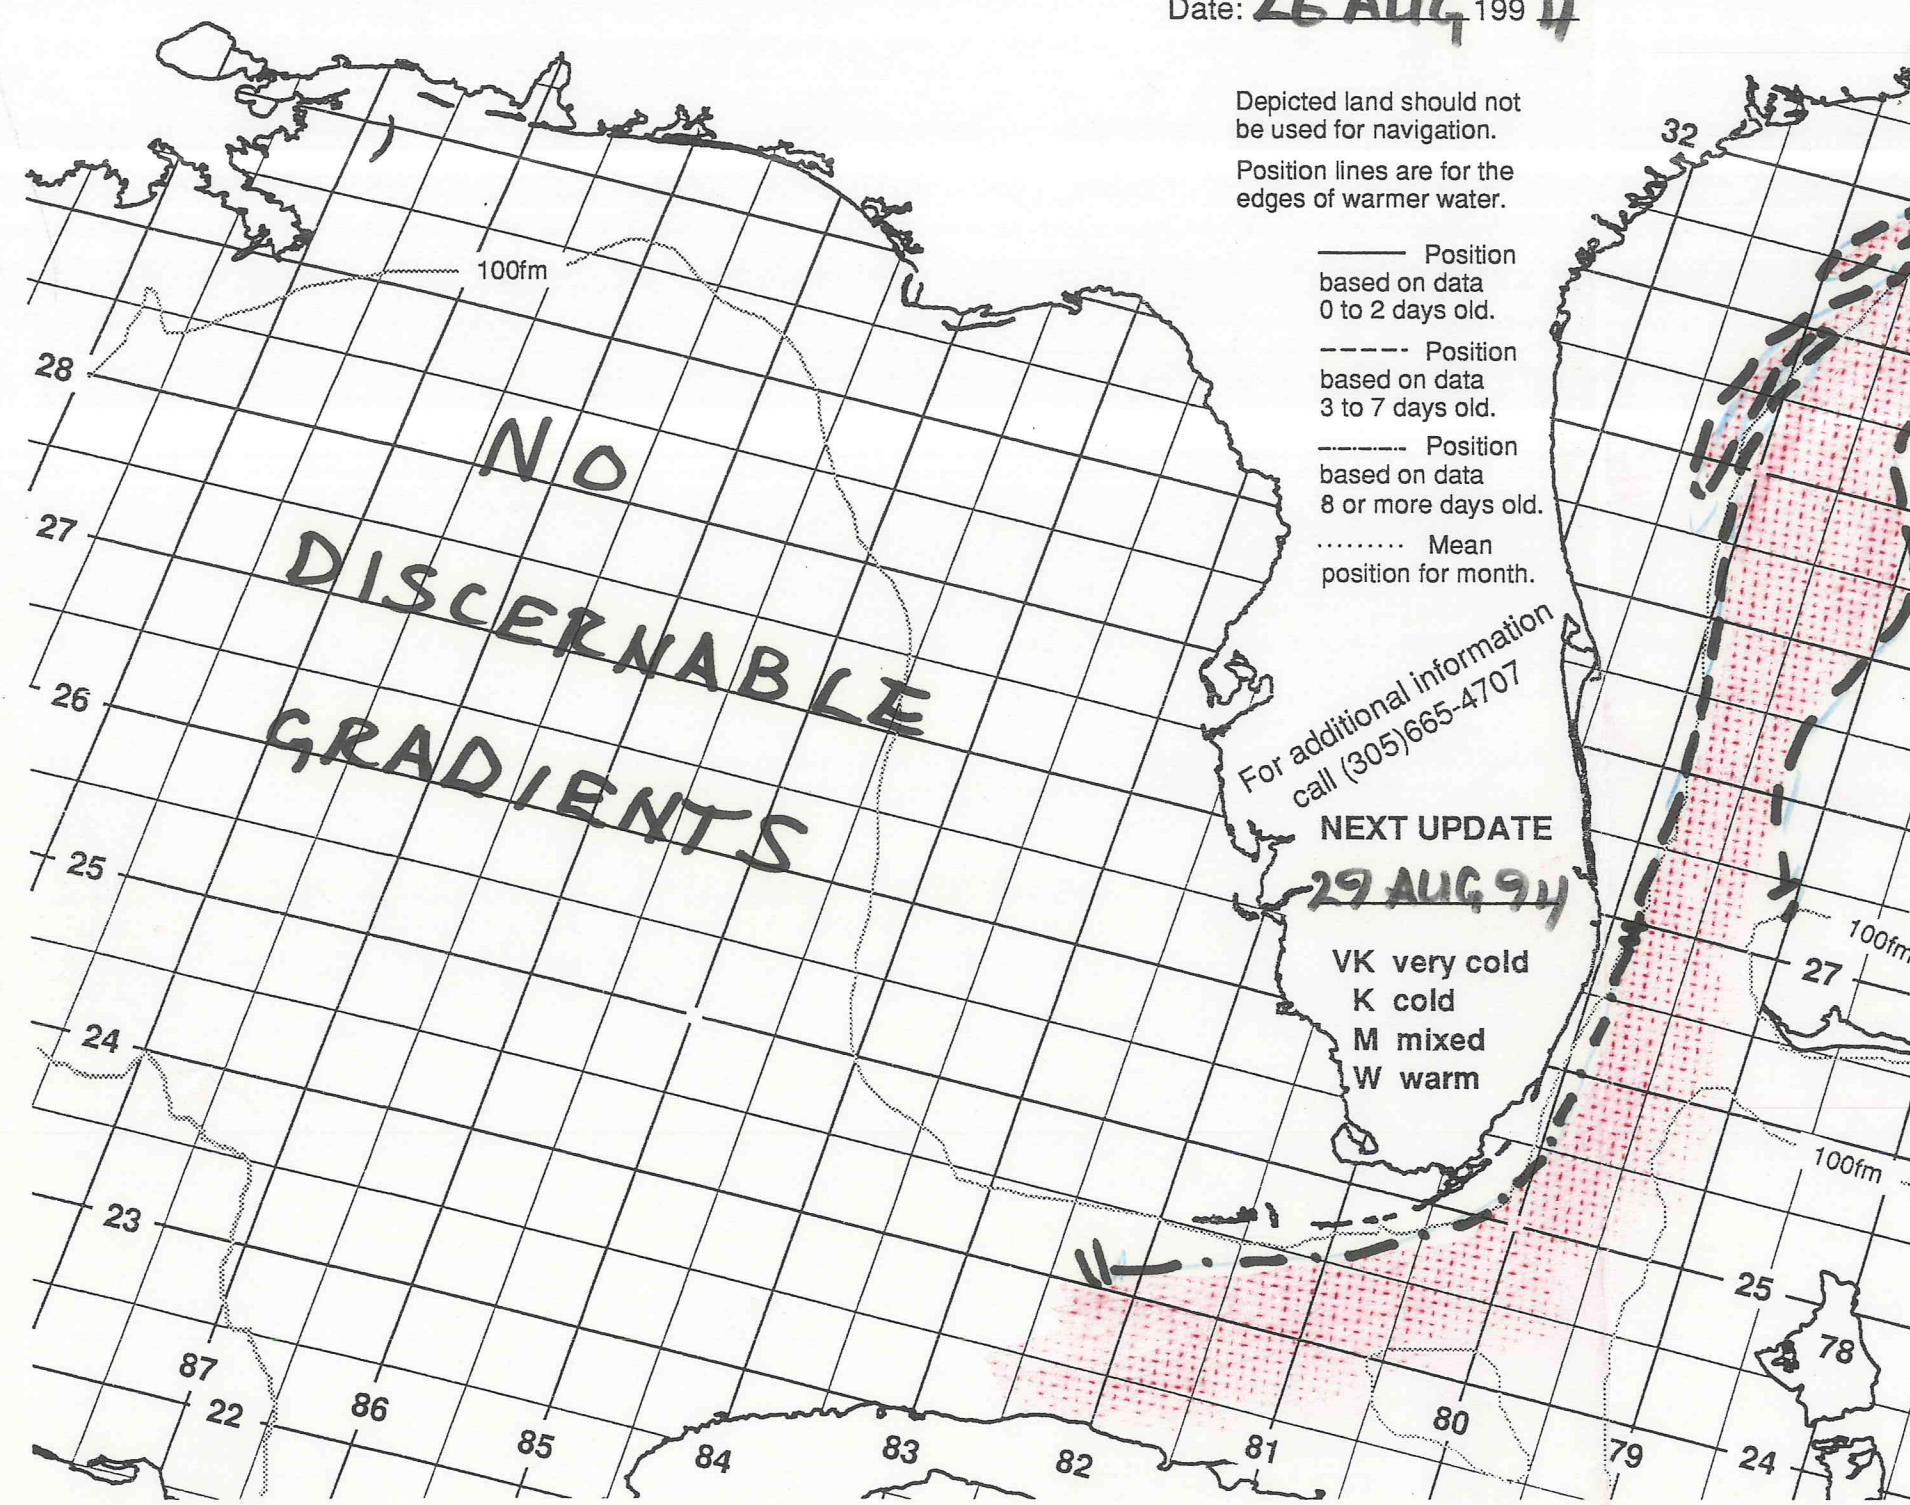 Date: 26 AUG 1994
Depicted land should not
be used for navigation.
Position lines are for the
edges of warmer water.
Position
based on data
0 to 2 days old.
Position
based on data
3 to 7 days old.
Position
based on data
8 or more days old.
Mean
position for month.
For additional information
call (305)665-4707
NEXT UPDATE
29 AUG 94
VK very cold
K cold
M mixed
W warm
NO
DISCERNABLE
GRADIENTS
100fm
100fm
100fm
32
28
27
26
25
24
23
22
27
25
24
87
86
85
84
83
82
81
80
79
78